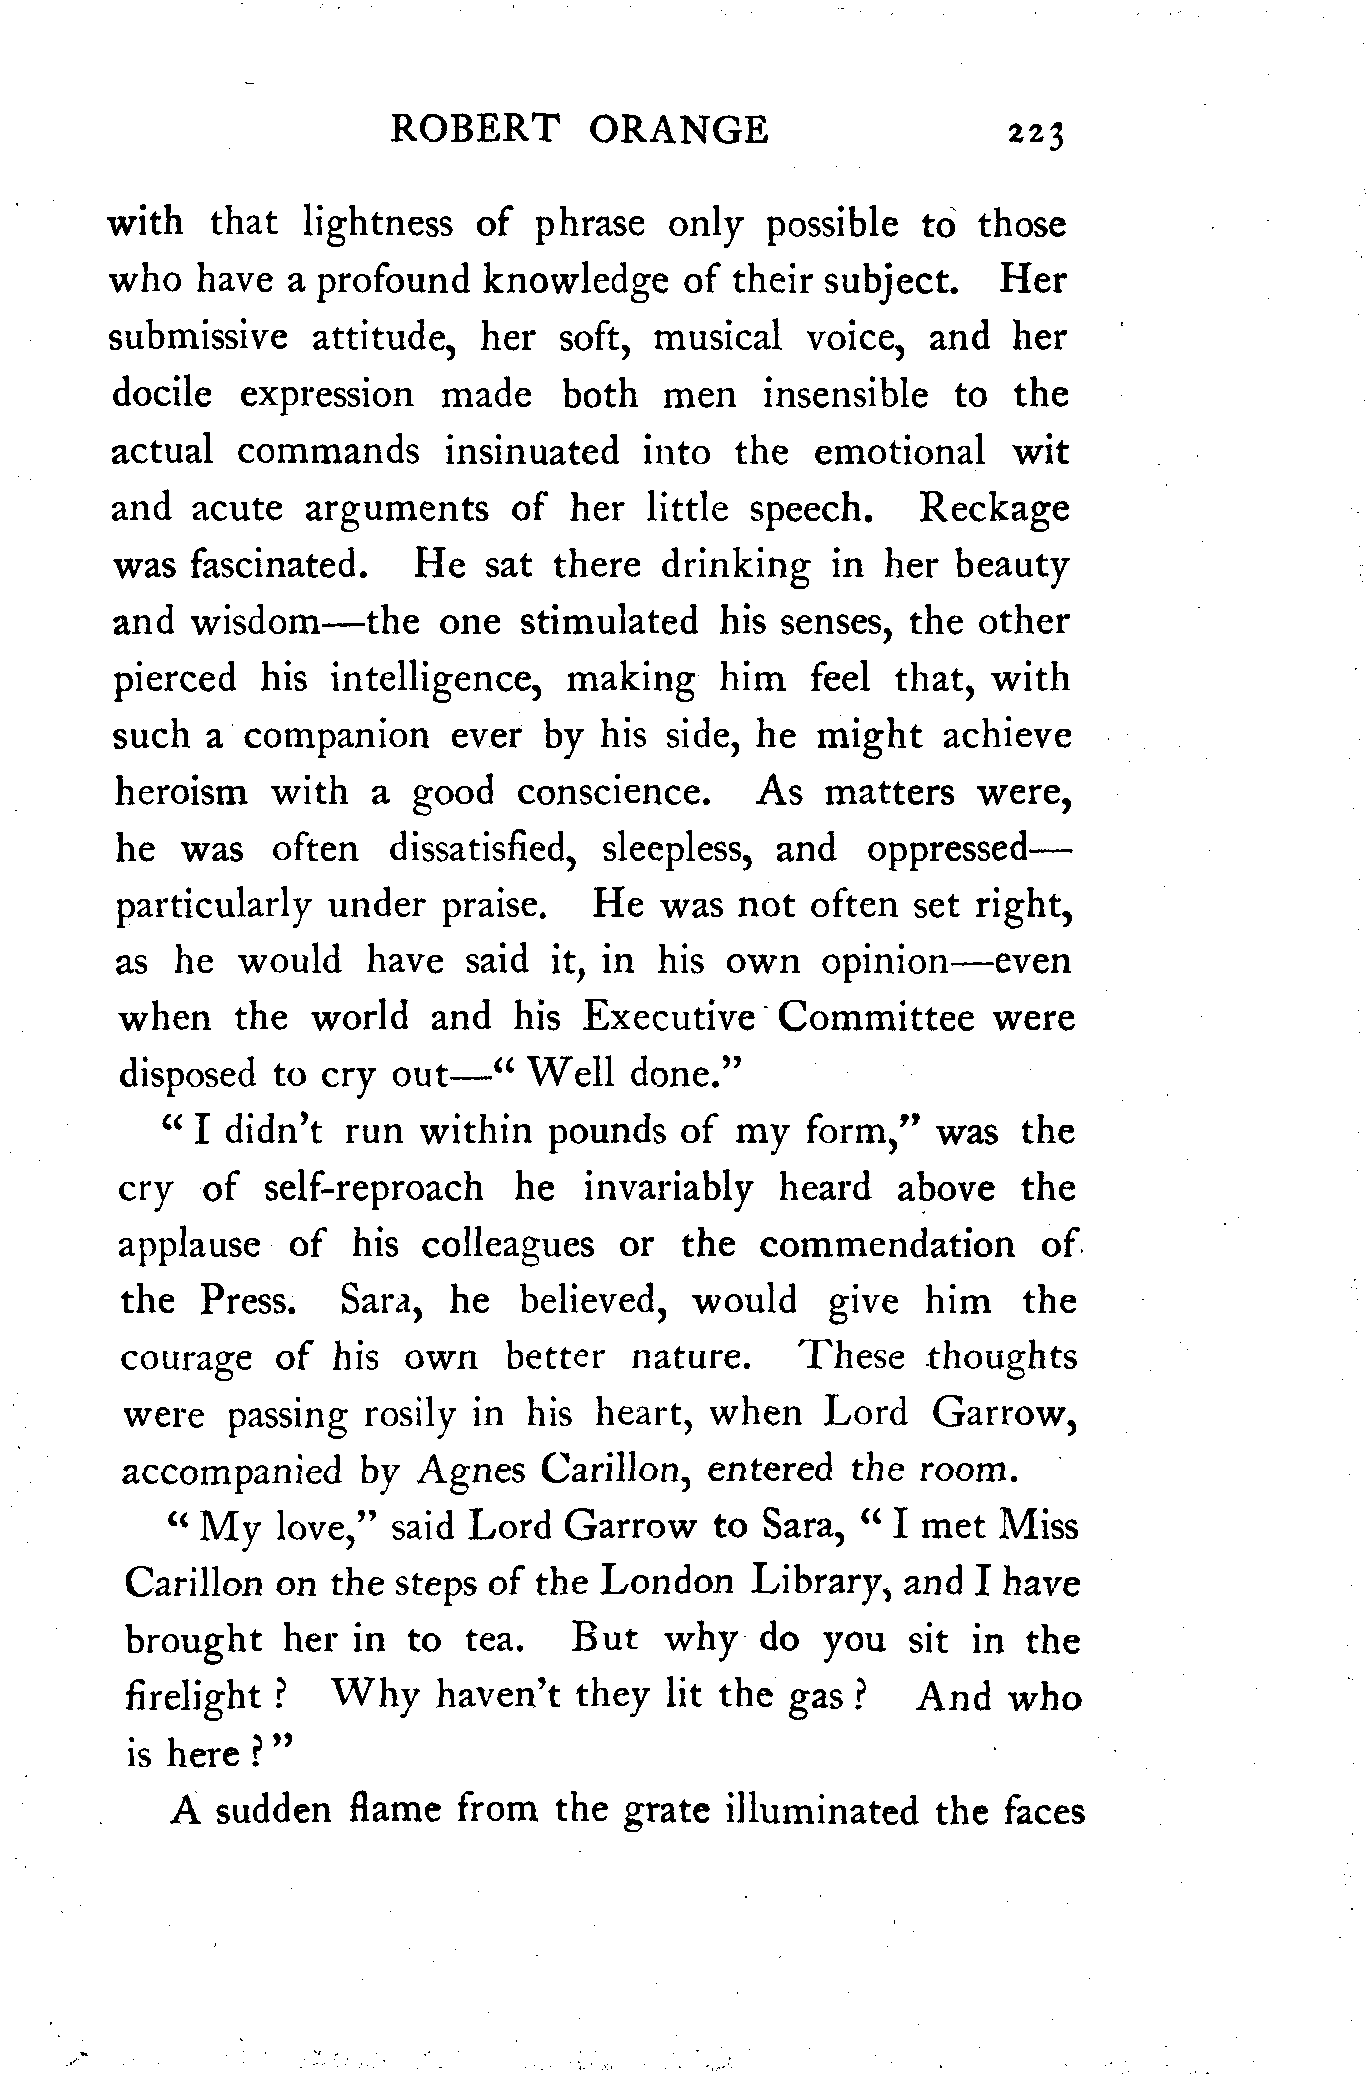 ROBERT ORANGE 223
with that lightness of phrase only possible to those
who have a profound knowledge of their subject. Her
submissive attitude, her soft, musical voice, and her
docile expression made both men insensible to the
actual commands insinuated into the emotional wit
and acute arguments of her little speech. Reckage
was fascinated. He sat there drinking in her beauty
and wisdom—the one stimulated his senses, the other
pierced his intelligence, making him feel that, with
such a companion ever by his side, he might achieve
heroism with a good conscience. As matters were,
he was often dissatisfied, sleepless, and oppressed—
particularly under praise. He was not often set right,
as he would have said it, in his own opinion—even
when the world and his Executive Committee were
disposed to cry out—“ Well done.”
“ I didn’t run within pounds of my form,” was the
cry of self-reproach he invariably heard above the
applause of his colleagues or the commendation of
the Press. Sara, he believed, would give him the
courage of his own better nature. These thoughts
were passing rosily in his heart, when Lord Garrow,
accompanied by Agnes Carillon, entered the room.
“ My love,” said Lord Garrow to Sara, “ I met Miss
Carillon on the steps of the London Library, and I have
brought her in to tea. But why do you sit in the
firelight ? Why haven’t they lit the gas ? And who
is here ? ”
A sudden flame from the grate illuminated the faces